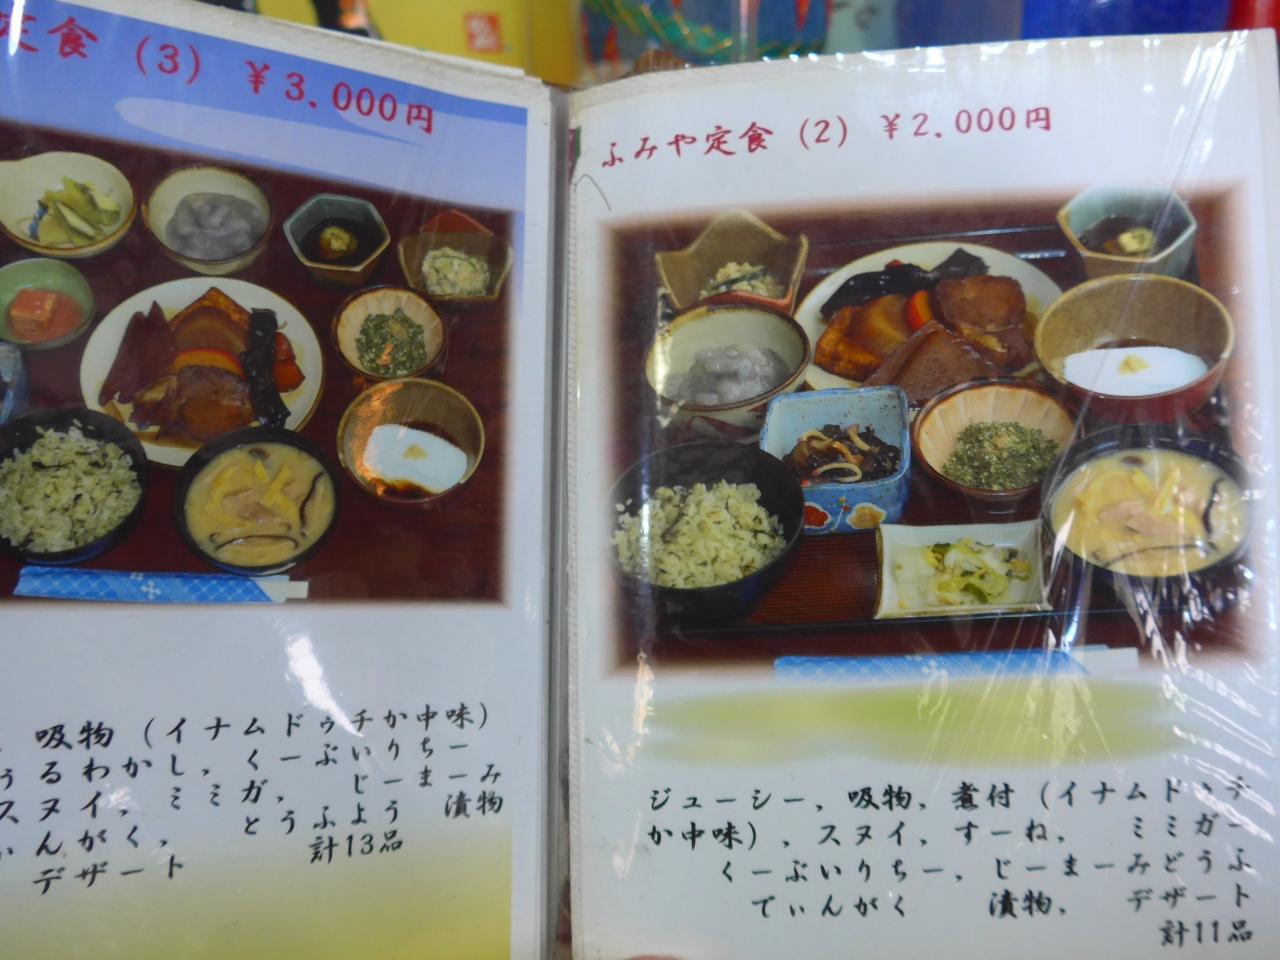 定食 (3) ¥3.000円
吸物 (イナムドゥチか中味)
うるわかし, くーぶいりちー
スヌイ, ミミガ, じーまーみ
んがく, とうふよう 漬物
計13品
デザート
ふみや定食 (2) ¥2.000円
ジューシー, 吸物, 煮付 (イナムドゥチ
か中味), スヌイ, すーね, ミミガー
くーぶいりちー, じーまーみどうふ
でぃんがく 漬物, デザート
計11品